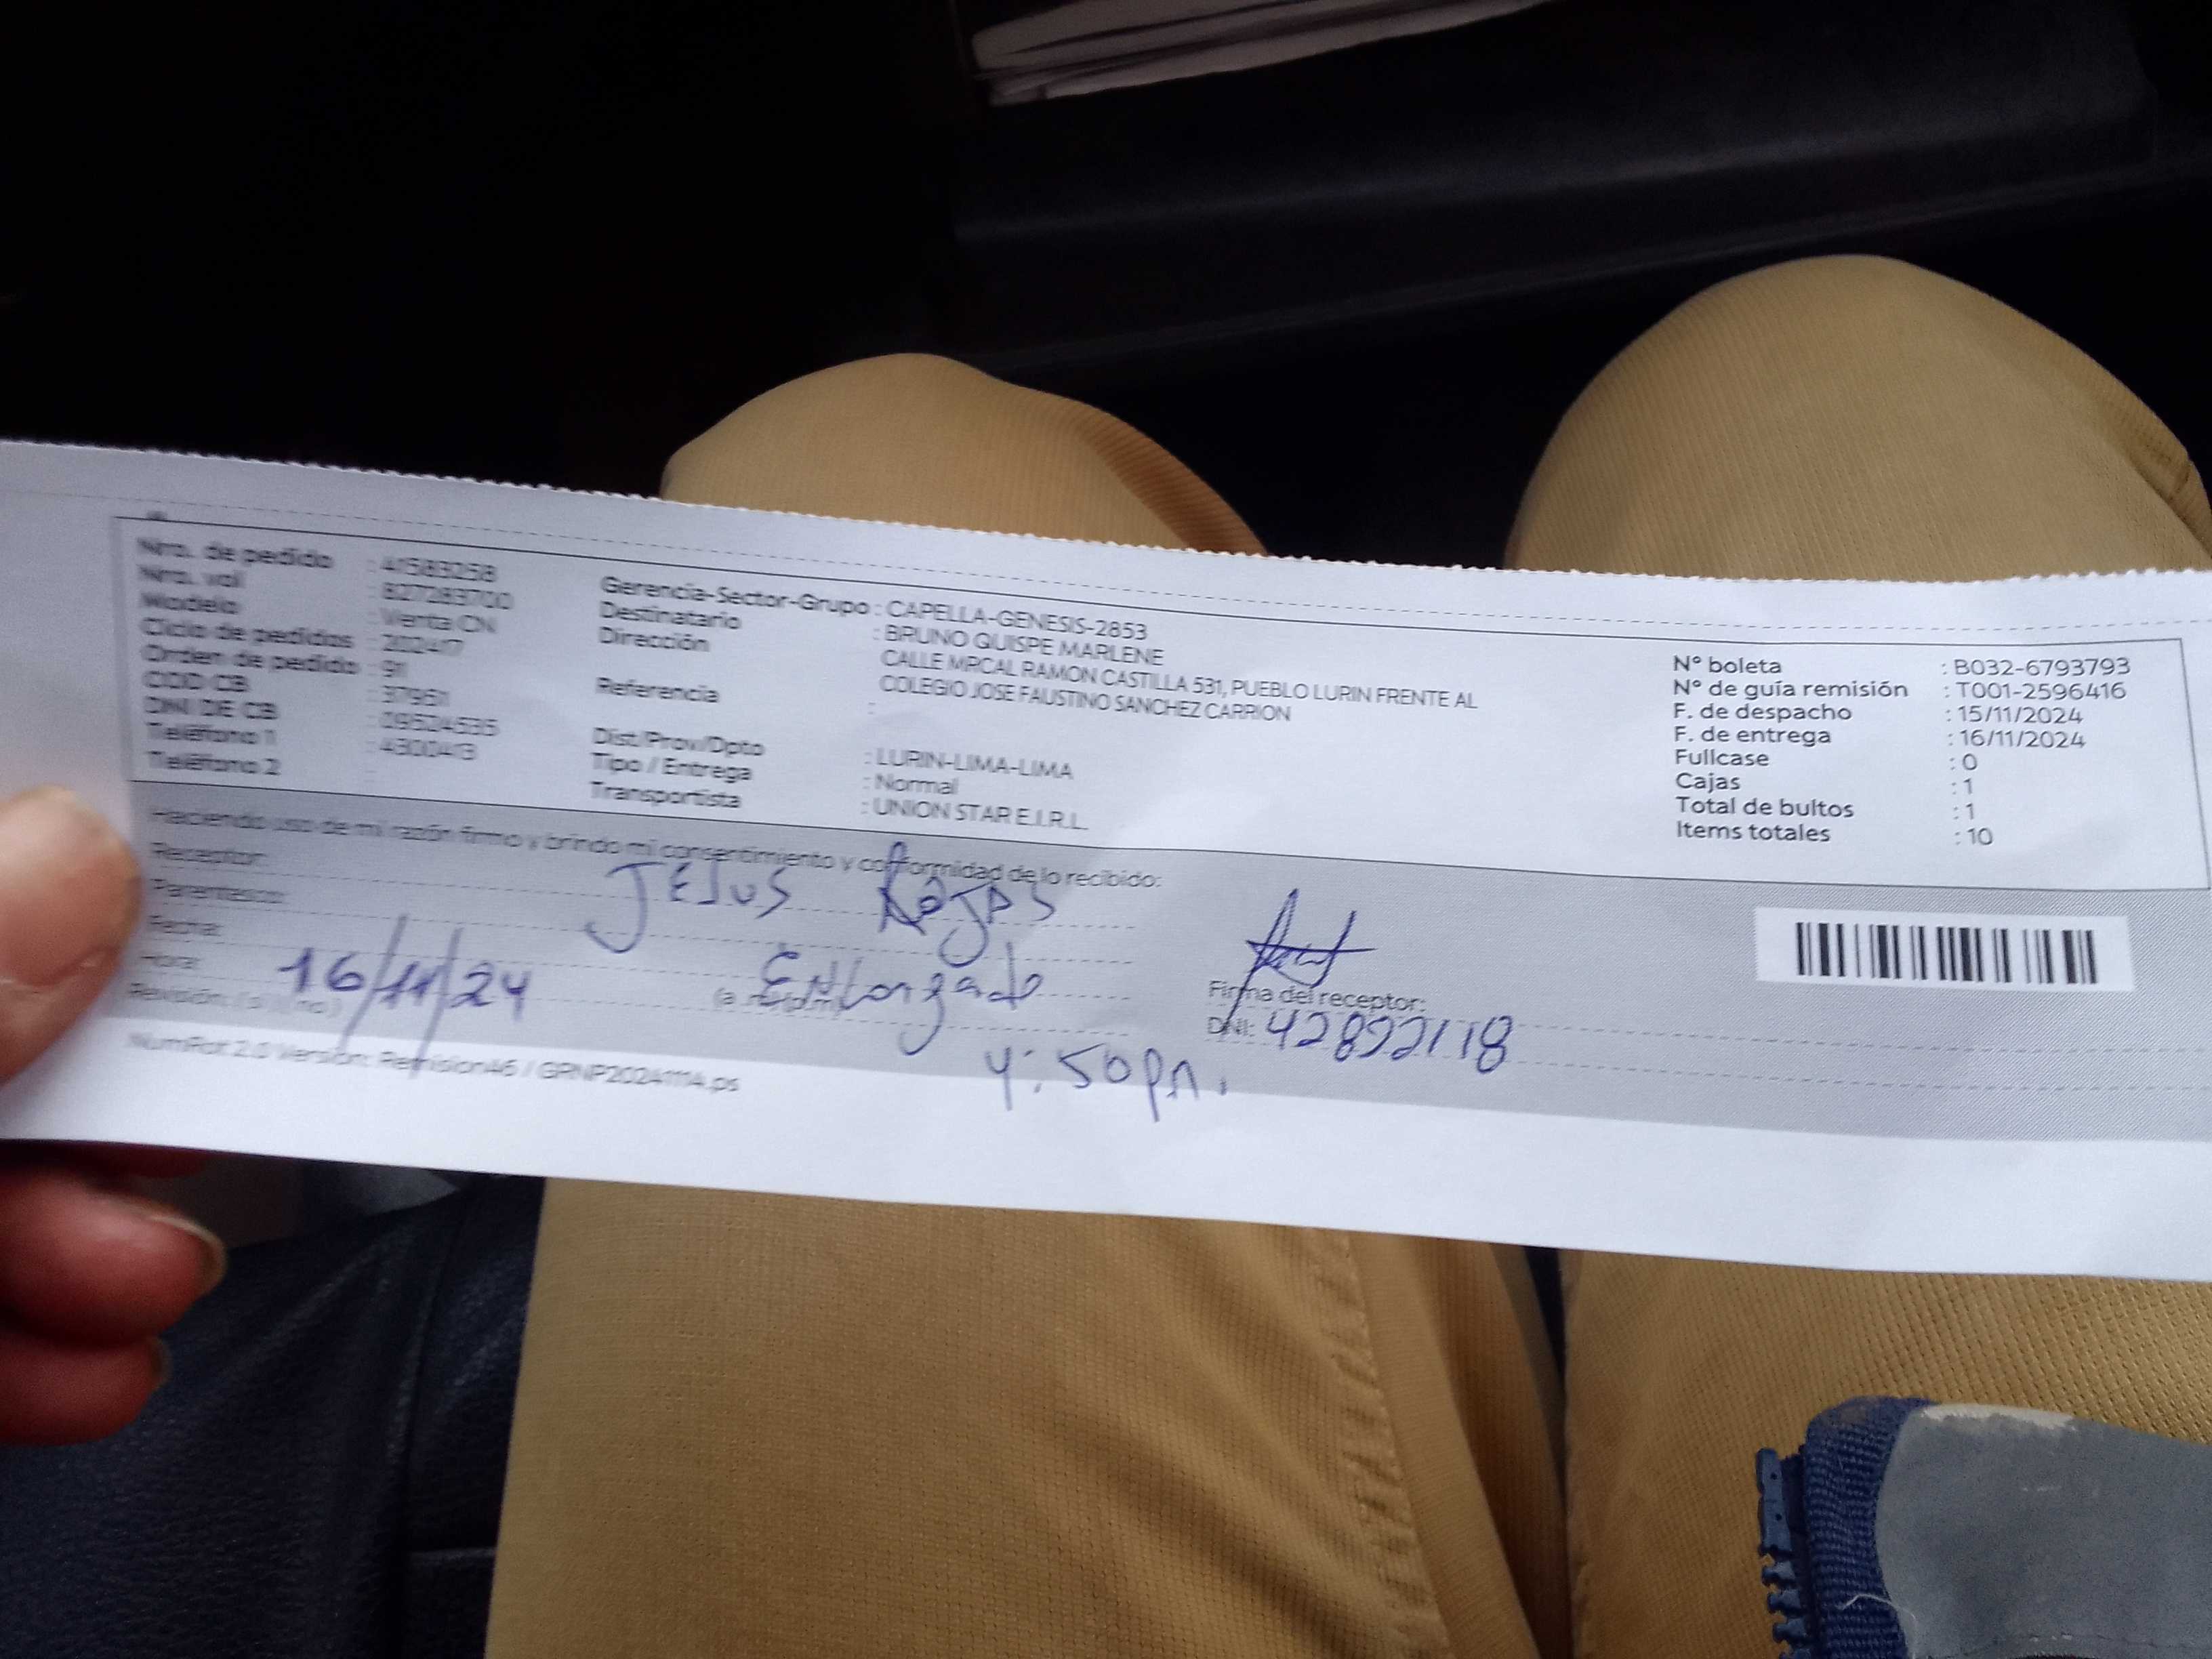 Nro. de pedido : 41583258
Nro. val : 827283700
Modelo : Venta CN
Ciclo de pedidos : 202417
Orden de pedido : 91
COD CB : 37951
DNI DE CB : 09524535
Teléfono 1 : 4300413
Teléfono 2 :
Gerencia-Sector-Grupo : CAPELLA-GENESIS-2853
Destinatario : BRUNO QUISPE MARLENE
Dirección CALLE MRCAL RAMON CASTILLA 531, PUEBLO LURIN FRENTE AL
COLEGIO JOSE FAUSTINO SANCHEZ CARRION
Referencia :
Dist/Prov/Dpto : LURIN-LIMA-LIMA
Tipo / Entrega : Normal
Transportista : UNION STAR E.I.R.L.
N° boleta : B032-6793793
N° de guía remisión : T001-2596416
F. de despacho : 15/11/2024
F. de entrega : 16/11/2024
Fullcase : 0
Cajas : 1
Total de bultos : 1
Items totales : 10
Haciendo uso de mi razón firmo y brindo mi consentimiento y conformidad de lo recibido:
Receptor: JESUS Rojas
Parentesco:
Fecha: 16/11/24
Hora: (a.m/p.m) Encargado
Revisión: ( si ) ( no )
4:50 pm.
Firma del receptor:
DNI: 42892118
NumRot 2.0 Version: Remision46 / GRNP20241114.ps